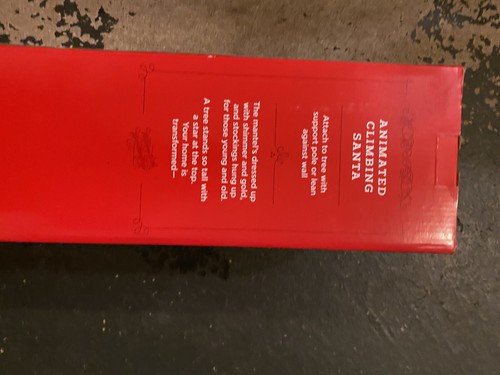 ANIMATED
CLIMBING
SANTA
Attach to tree with
support pole or lean
against wall
The mantel's dressed up
with shimmer and gold,
and stockings hung up
for those young and old.
A tree stands so tall with
a star at the top.
Your home is
transformed—